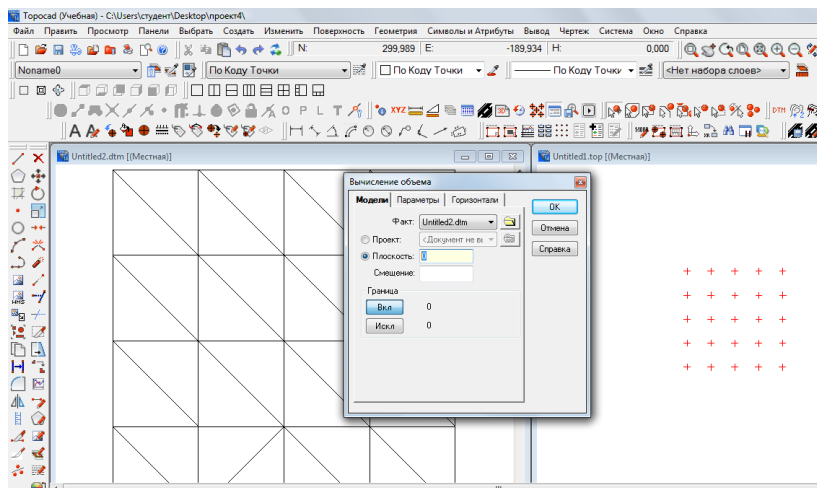 Topocad (Учебная) - C:\Users\студент\Desktop\проект4\
Файл Править Просмотр Панели Выбрать Создать Изменить Поверхность Геометрия Символы и Атрибуты Вывод Чертеж Система Окно Справка
N: 299,989 E: -189,934 H: 0,000
Noname0 По Коду Точки По Коду Точки По Коду Точки <Нет набора слоев>
O P L T XYZ DTM
A A
Untitled2.dtm [(Местная)] Untitled1.top [(Местная)]
Вычисление объема
Модели Параметры Горизонтали
Факт: Untitled2.dtm OK
Проект: <Документ не вы Отмена
Плоскость: 0 Справка
Смещение:
Граница
Вкл 0
Искл 0